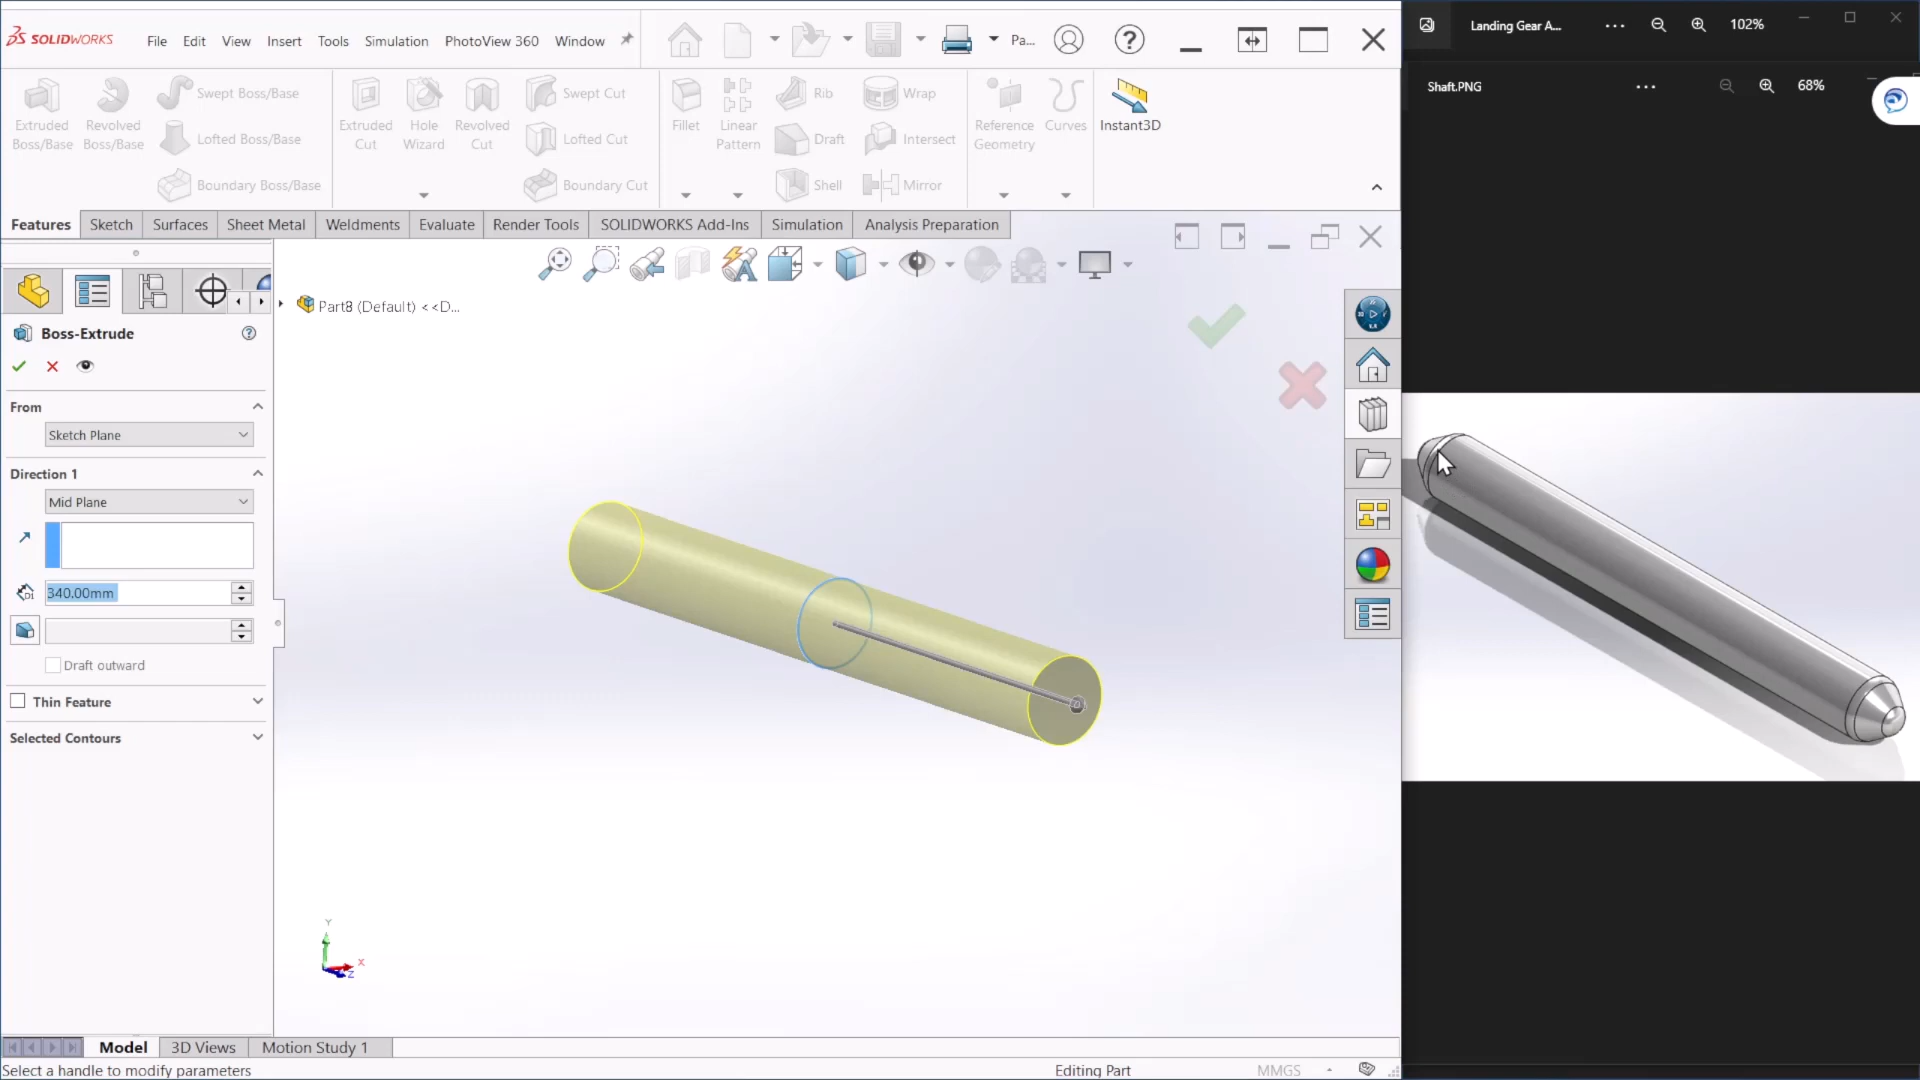 SOLIDWORKS
File Edit View Insert Tools Simulation PhotoView 360 Window
Pa...
Extruded Boss/Base
Revolved Boss/Base
Swept Boss/Base
Lofted Boss/Base
Boundary Boss/Base
Extruded Cut
Hole Wizard
Revolved Cut
Swept Cut
Lofted Cut
Boundary Cut
Fillet
Linear Pattern
Rib
Draft
Shell
Wrap
Intersect
Mirror
Reference Geometry
Curves
Instant3D
Features Sketch Surfaces Sheet Metal Weldments Evaluate Render Tools SOLIDWORKS Add-Ins Simulation Analysis Preparation
Part8 (Default) <<D...
Boss-Extrude
From
Sketch Plane
Direction 1
Mid Plane
D1
340.00mm
Draft outward
Thin Feature
Selected Contours
Y
X
Z
Model 3D Views Motion Study 1
Select a handle to modify parameters
Editing Part
MMGS
Landing Gear A... ... 102%
Shaft.PNG ... 68%